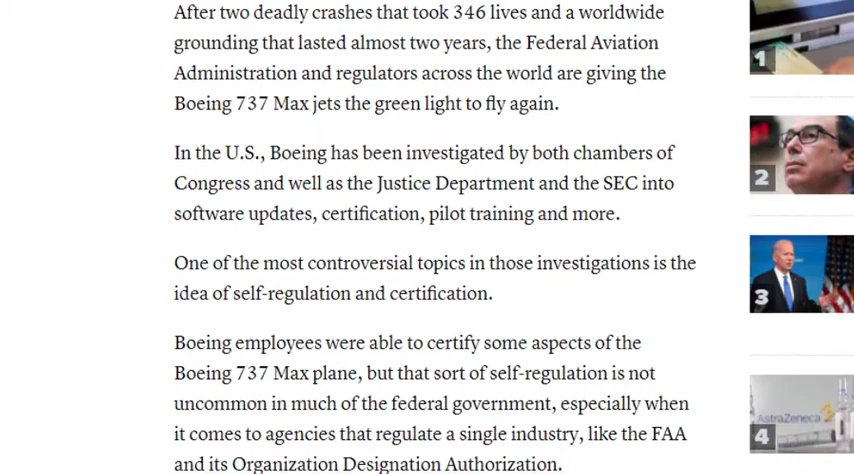 After two deadly crashes that took 346 lives and a worldwide
grounding that lasted almost two years, the Federal Aviation
Administration and regulators across the world are giving the
Boeing 737 Max jets the green light to fly again.
In the U.S., Boeing has been investigated by both chambers of
Congress and well as the Justice Department and the SEC into
software updates, certification, pilot training and more.
One of the most controversial topics in those investigations is the
idea of self-regulation and certification.
Boeing employees were able to certify some aspects of the
Boeing 737 Max plane, but that sort of self-regulation is not
uncommon in much of the federal government, especially when
it comes to agencies that regulate a single industry, like the FAA
and its Organization Designation Authorization.
1
2
3
AstraZeneca
4